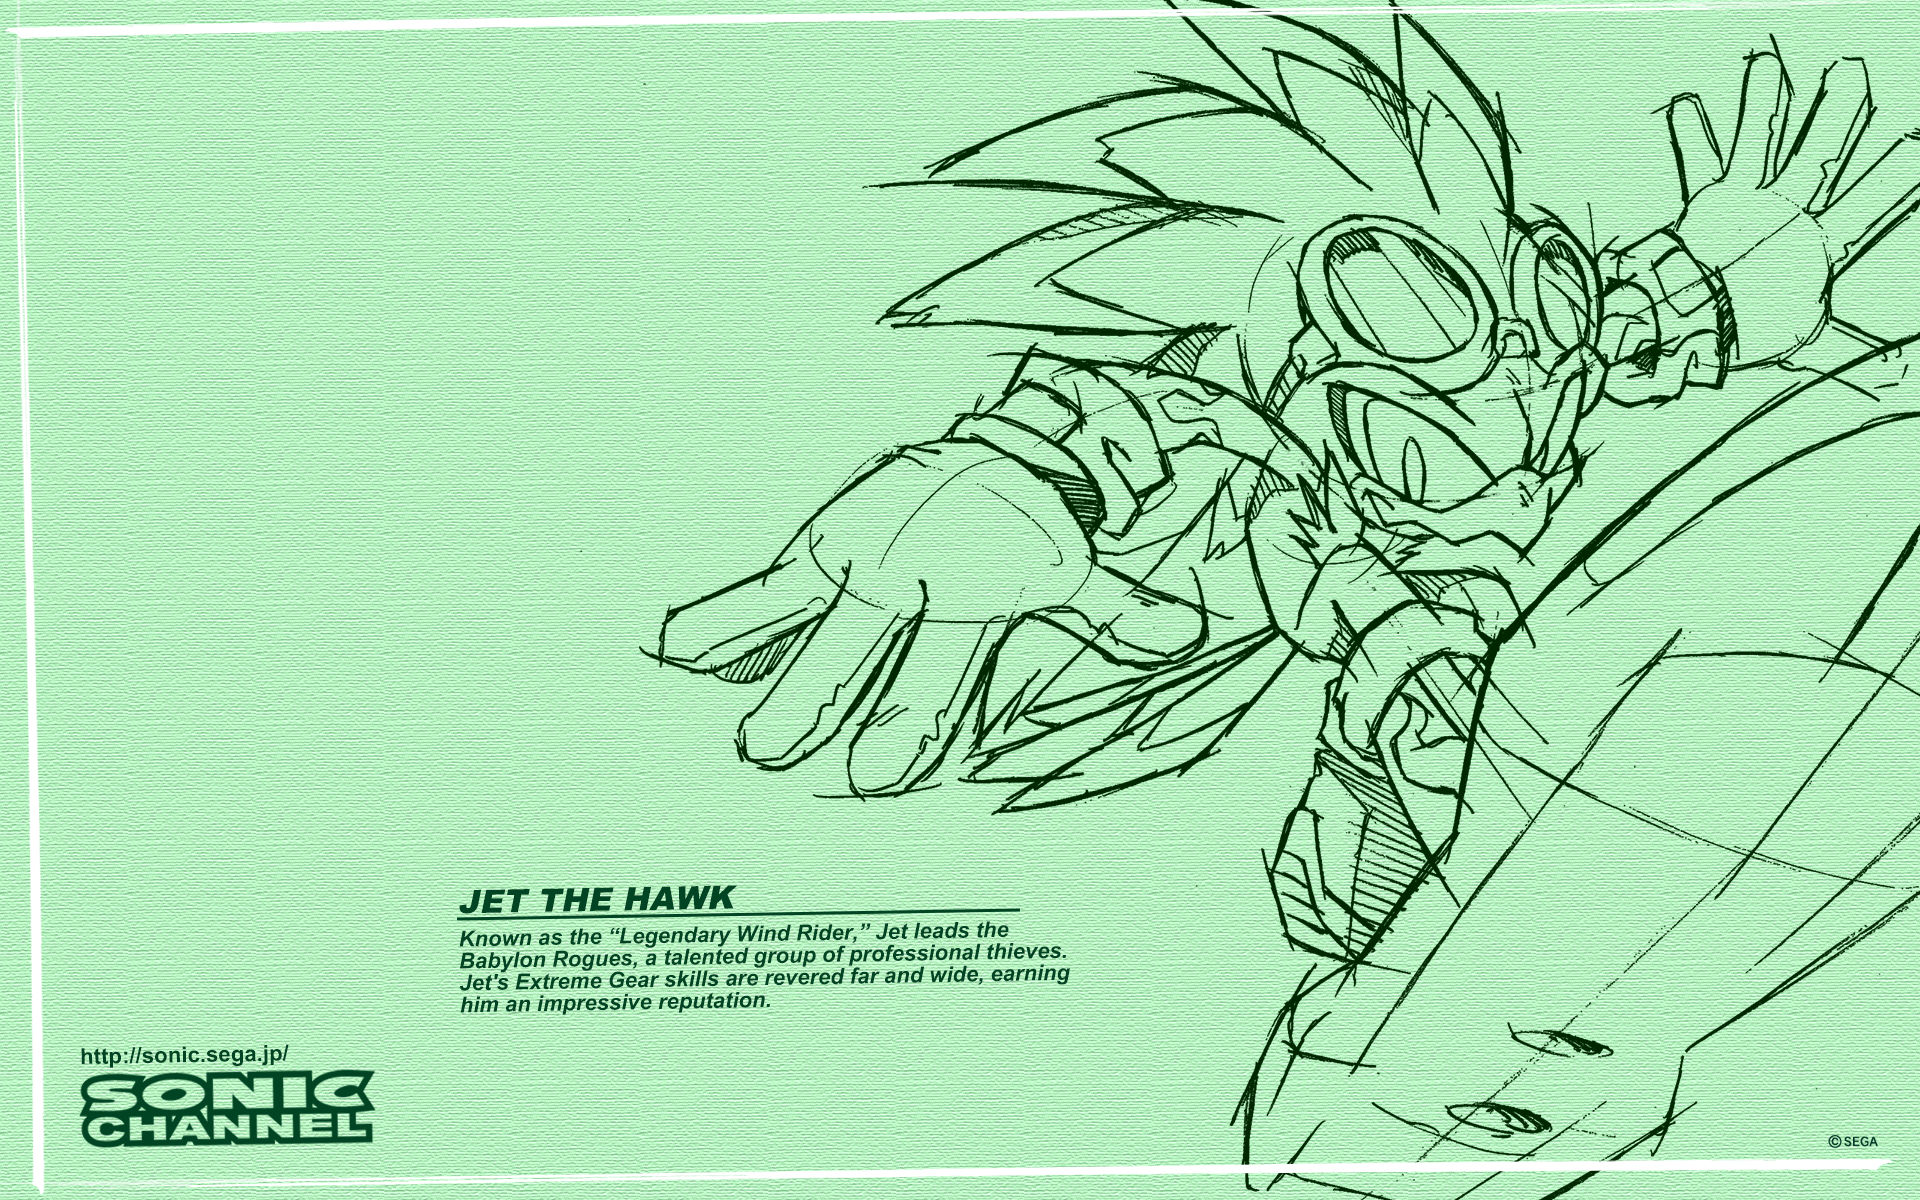 JET THE HAWK
Known as the “Legendary Wind Rider,” Jet leads the
Babylon Rogues, a talented group of professional thieves.
Jet's Extreme Gear skills are revered far and wide, earning
him an impressive reputation.
http://sonic.sega.jp/
SONIC
CHANNEL
©SEGA